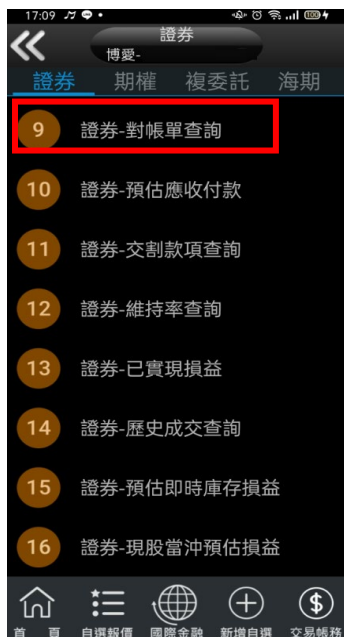 17:09
證券
博愛-
證券 期權 複委託 海期
9 證券-對帳單查詢
10 證券-預估應收付款
11 證券-交割款項查詢
12 證券-維持率查詢
13 證券-已實現損益
14 證券-歷史成交查詢
15 證券-預估即時庫存損益
16 證券-現股當沖預估損益
首 頁 自選報價 國際金融 新增自選 交易帳務